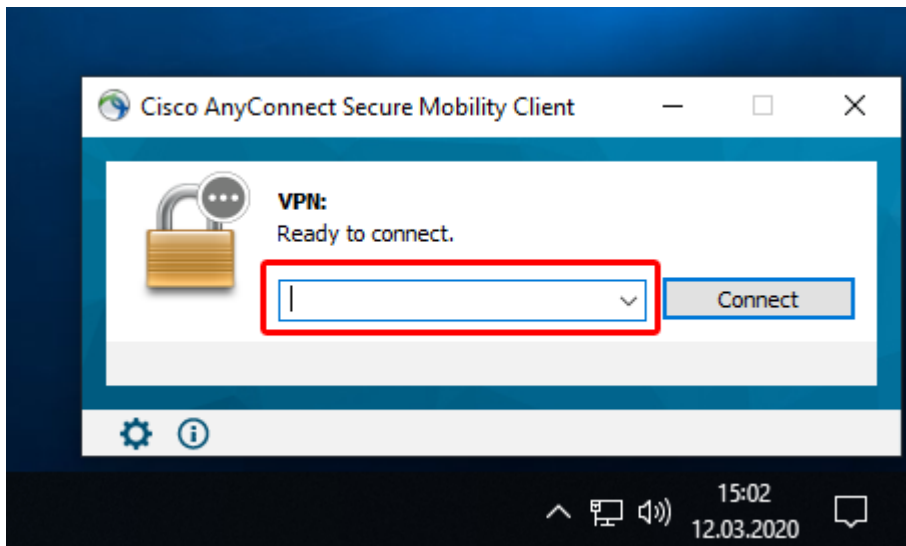 Cisco AnyConnect Secure Mobility Client
VPN:
Ready to connect.
Connect
15:02
12.03.2020